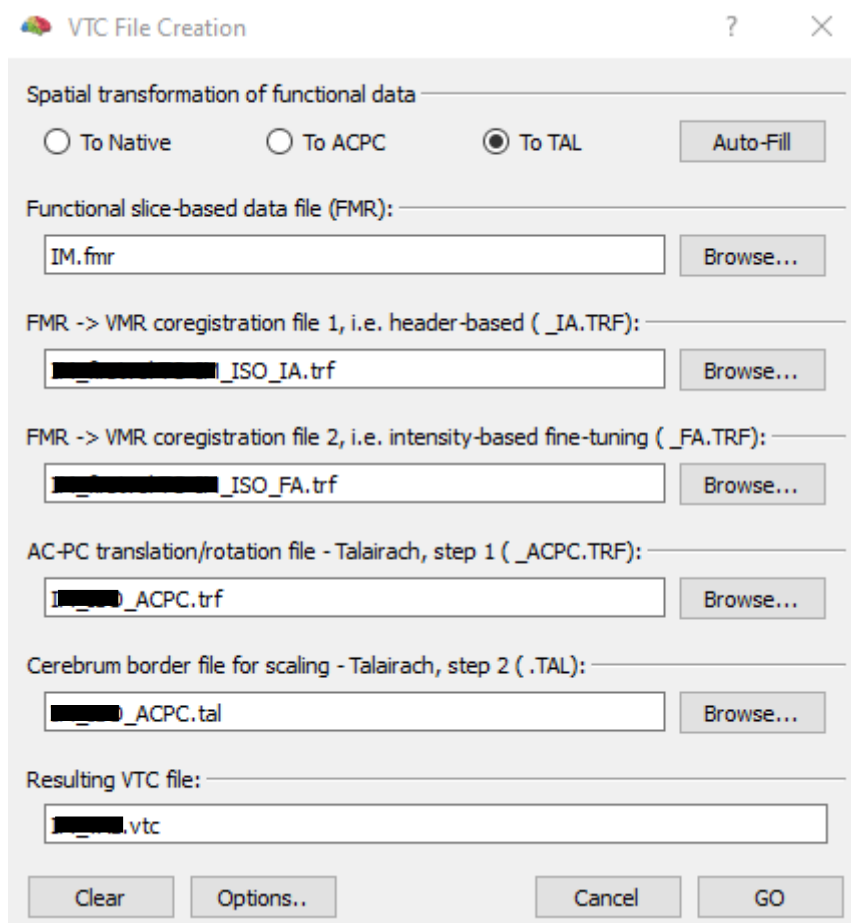 VTC File Creation ?
Spatial transformation of functional data
To Native To ACPC To TAL Auto-Fill
Functional slice-based data file (FMR):
IM.fmr Browse...
FMR -> VMR coregistration file 1, i.e. header-based ( _IA.TRF):
_ISO_IA.trf Browse...
FMR -> VMR coregistration file 2, i.e. intensity-based fine-tuning ( _FA.TRF):
_ISO_FA.trf Browse...
AC-PC translation/rotation file - Talairach, step 1 ( _ACPC.TRF):
_ACPC.trf Browse...
Cerebrum border file for scaling - Talairach, step 2 ( .TAL):
_ACPC.tal Browse...
Resulting VTC file:
.vtc
Clear Options.. Cancel GO